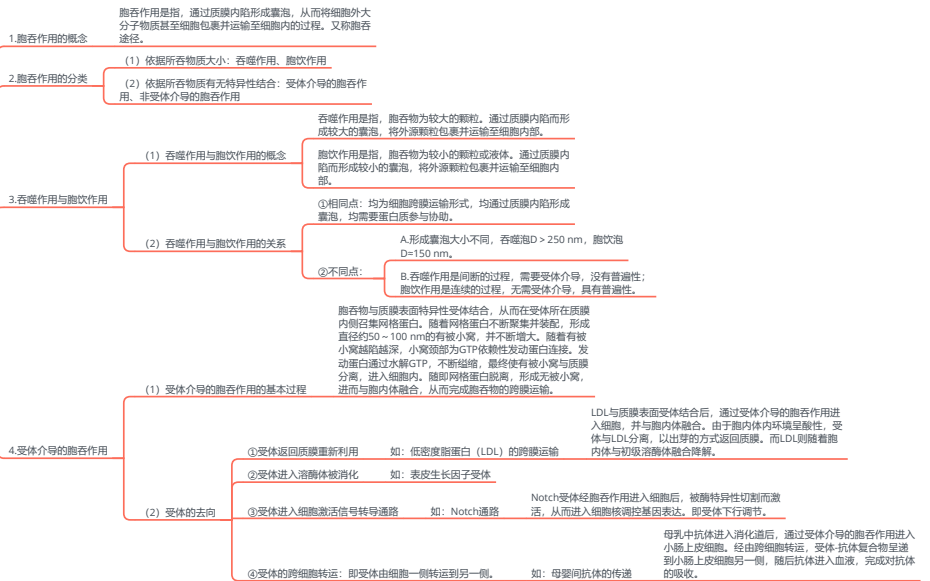 胞吞作用是指，通过质膜内陷形成囊泡，从而将细胞外大
分子物质甚至细胞包裹并运输至细胞内的过程。又称胞吞
途径。
1.胞吞作用的概念
（1）依据所吞物质大小：吞噬作用、胞饮作用
2.胞吞作用的分类
（2）依据所吞物质有无特异性结合：受体介导的胞吞作
用、非受体介导的胞吞作用
吞噬作用是指，胞吞物为较大的颗粒。通过质膜内陷而形
成较大的囊泡，将外源颗粒包裹并运输至细胞内部。
（1）吞噬作用与胞饮作用的概念
胞饮作用是指，胞吞物为较小的颗粒或液体。通过质膜内
陷而形成较小的囊泡，将外源颗粒包裹并运输至细胞内
部。
3.吞噬作用与胞饮作用
①相同点：均为细胞跨膜运输形式，均通过质膜内陷形成
囊泡，均需要蛋白质参与协助。
（2）吞噬作用与胞饮作用的关系
A.形成囊泡大小不同，吞噬泡D > 250 nm，胞饮泡
D=150 nm。
②不同点：
B.吞噬作用是间断的过程，需要受体介导，没有普遍性；
胞饮作用是连续的过程，无需受体介导，具有普遍性。
胞吞物与质膜表面特异性受体结合，从而在受体所在质膜
内侧召集网格蛋白。随着网格蛋白不断聚集并装配，形成
直径约50～100 nm的有被小窝，并不断增大。随着有被
小窝越陷越深，小窝颈部为GTP依赖性发动蛋白连接。发
动蛋白通过水解GTP，不断缢缩，最终使有被小窝与质膜
分离，进入细胞内。随即网格蛋白脱离，形成无被小窝，
进而与胞内体融合，从而完成胞吞物的跨膜运输。
（1）受体介导的胞吞作用的基本过程
4.受体介导的胞吞作用
LDL与质膜表面受体结合后，通过受体介导的胞吞作用进
入细胞，并与胞内体融合。由于胞内体内环境呈酸性，受
体与LDL分离，以出芽的方式返回质膜。而LDL则随着胞
内体与初级溶酶体融合降解。
①受体返回质膜重新利用
如：低密度脂蛋白（LDL）的跨膜运输
②受体进入溶酶体被消化
如：表皮生长因子受体
（2）受体的去向
Notch受体经胞吞作用进入细胞后，被酶特异性切割而激
活，从而进入细胞核调控基因表达。即受体下行调节。
③受体进入细胞激活信号转导通路
如：Notch通路
母乳中抗体进入消化道后，通过受体介导的胞吞作用进入
小肠上皮细胞。经由跨细胞转运，受体-抗体复合物呈递
到小肠上皮细胞另一侧，随后抗体进入血液，完成对抗体
的吸收。
④受体的跨细胞转运：即受体由细胞一侧转运到另一侧。
如：母婴间抗体的传递